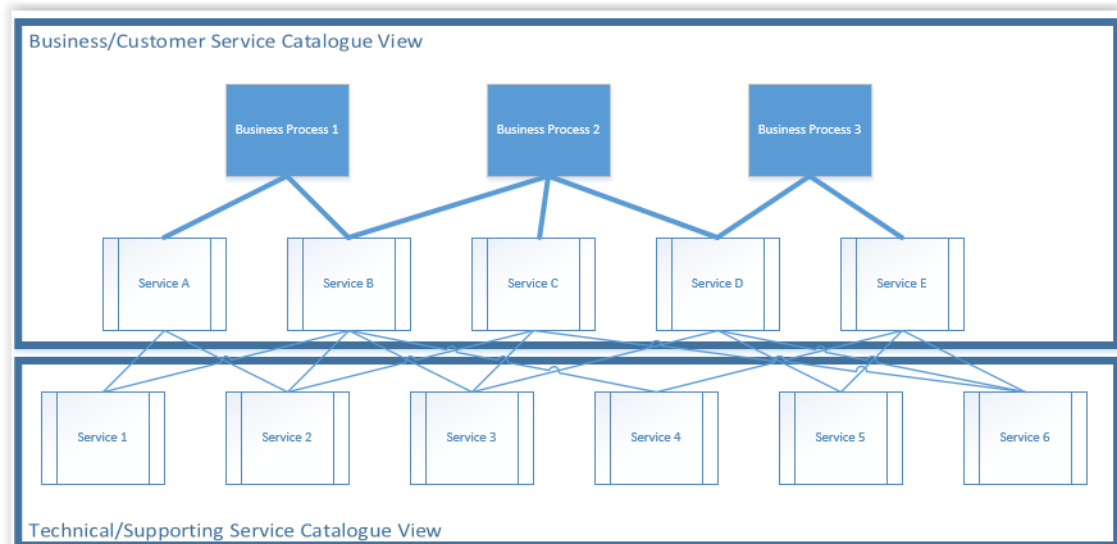 Business/Customer Service Catalogue View
Business Process 1
Business Process 2
Business Process 3
Service A
Service B
Service C
Service D
Service E
Service 1
Service 2
Service 3
Service 4
Service 5
Service 6
Technical/Supporting Service Catalogue View